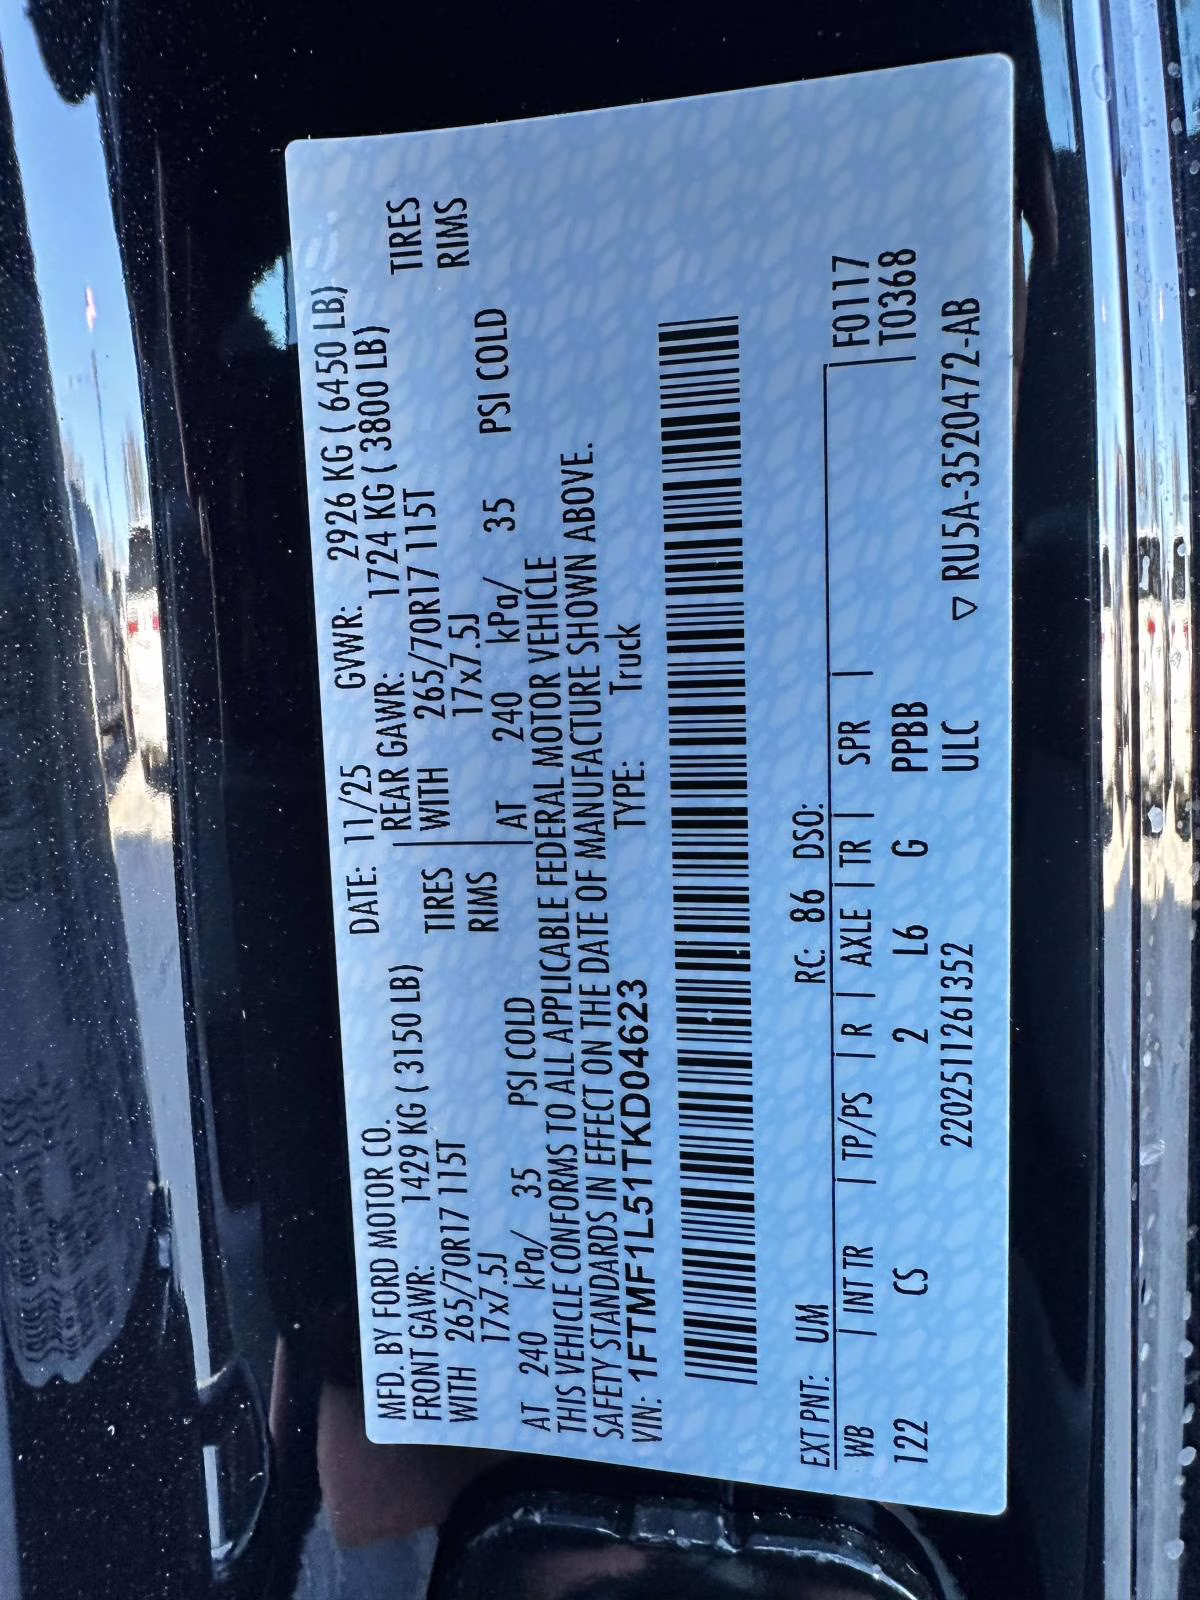 MFD. BY FORD MOTOR CO. DATE: 11/25 GVWR: 2926 KG ( 6450 LB)
FRONT GAWR: 1429 KG ( 3150 LB) REAR GAWR: 1724 KG ( 3800 LB)
WITH 265/70R17 115T TIRES WITH 265/70R17 115T TIRES
17x7.5J RIMS 17x7.5J RIMS
AT 240 kPa/ 35 PSI COLD AT 240 kPa/ 35 PSI COLD
THIS VEHICLE CONFORMS TO ALL APPLICABLE FEDERAL MOTOR VEHICLE
SAFETY STANDARDS IN EFFECT ON THE DATE OF MANUFACTURE SHOWN ABOVE.
VIN: 1FTMF1L51TKD04623 TYPE: Truck
EXT PNT: UM RC: 86 DSO:
WB | INT TR | TP/PS | R | AXLE | TR | SPR | F0117
122 CS 2 L6 G PPBB | T0368
2202511261352 ULC ▽ RU5A-3520472-AB